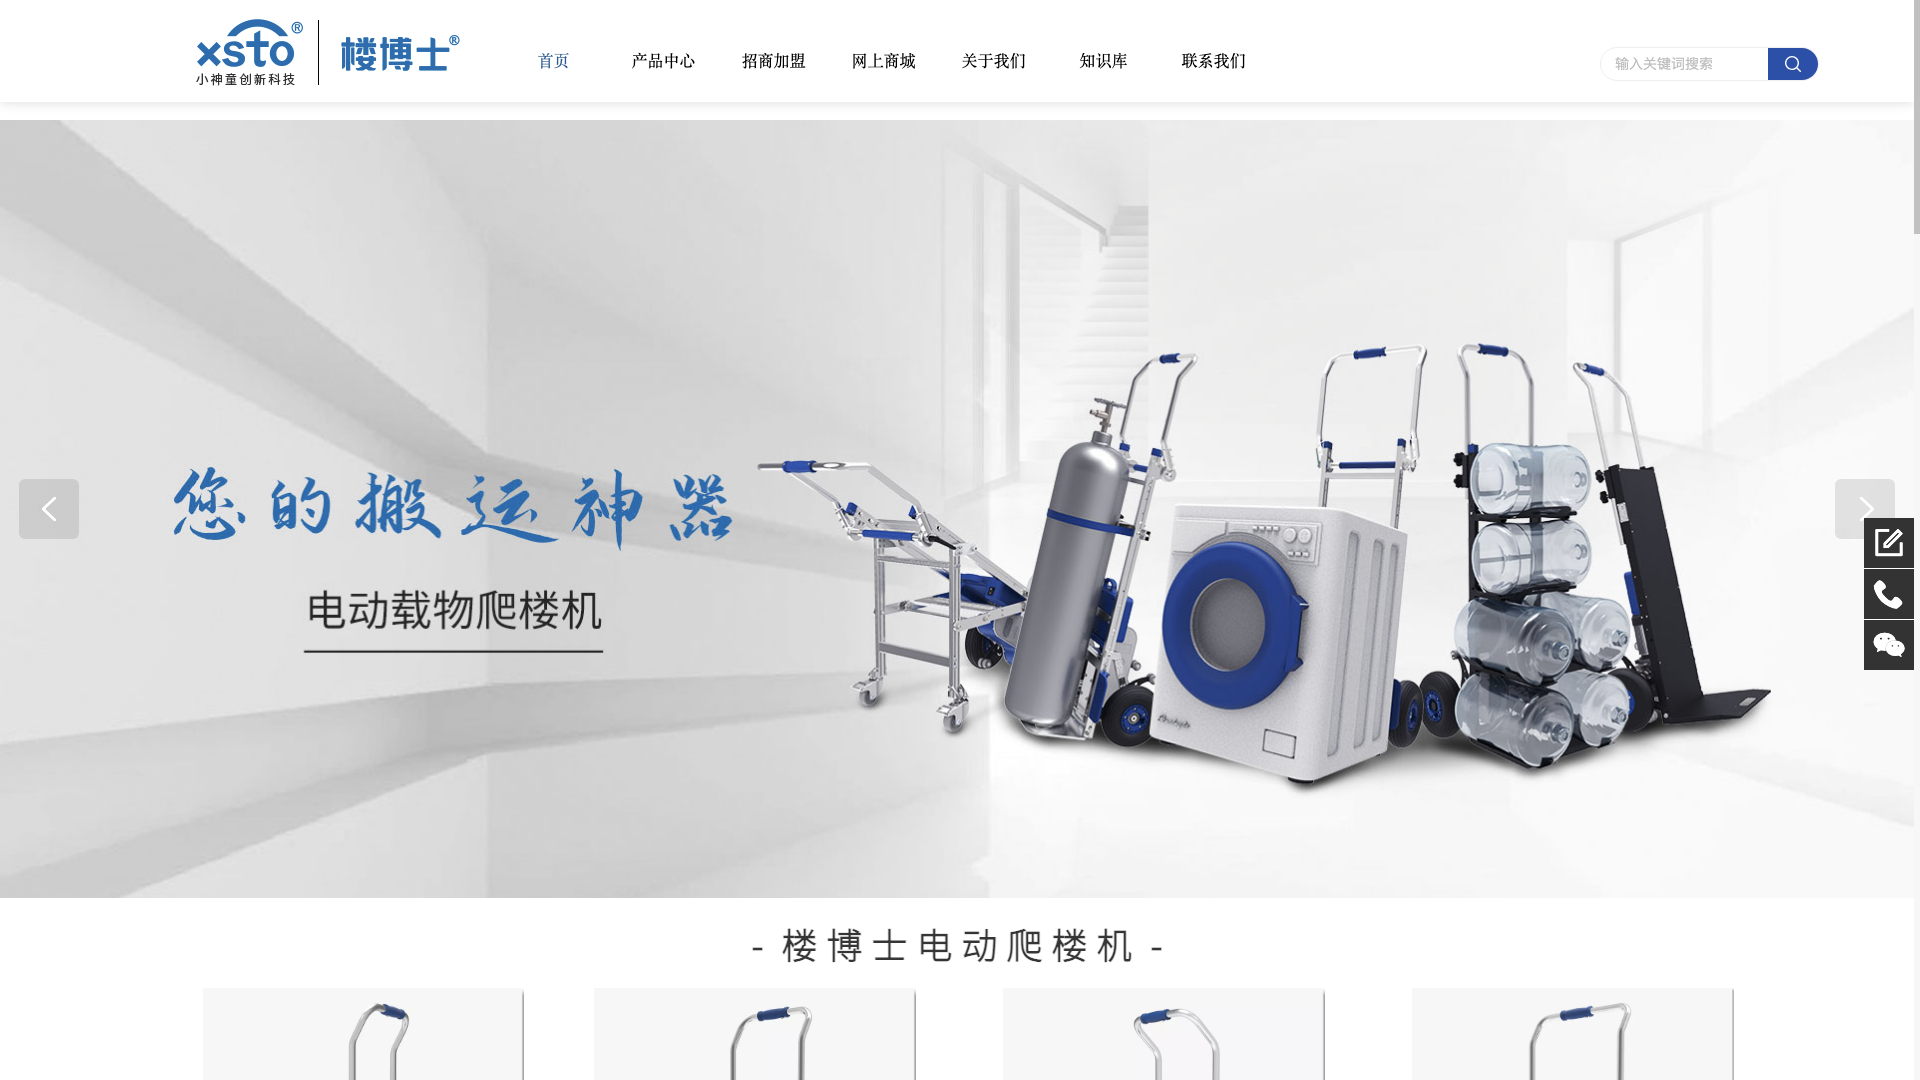 xsto®
小神童创新科技
楼博士®
首页
产品中心
招商加盟
网上商城
关于我们
知识库
联系我们
输入关键词搜索
您的搬运神器
电动载物爬楼机
- 楼博士电动爬楼机 -